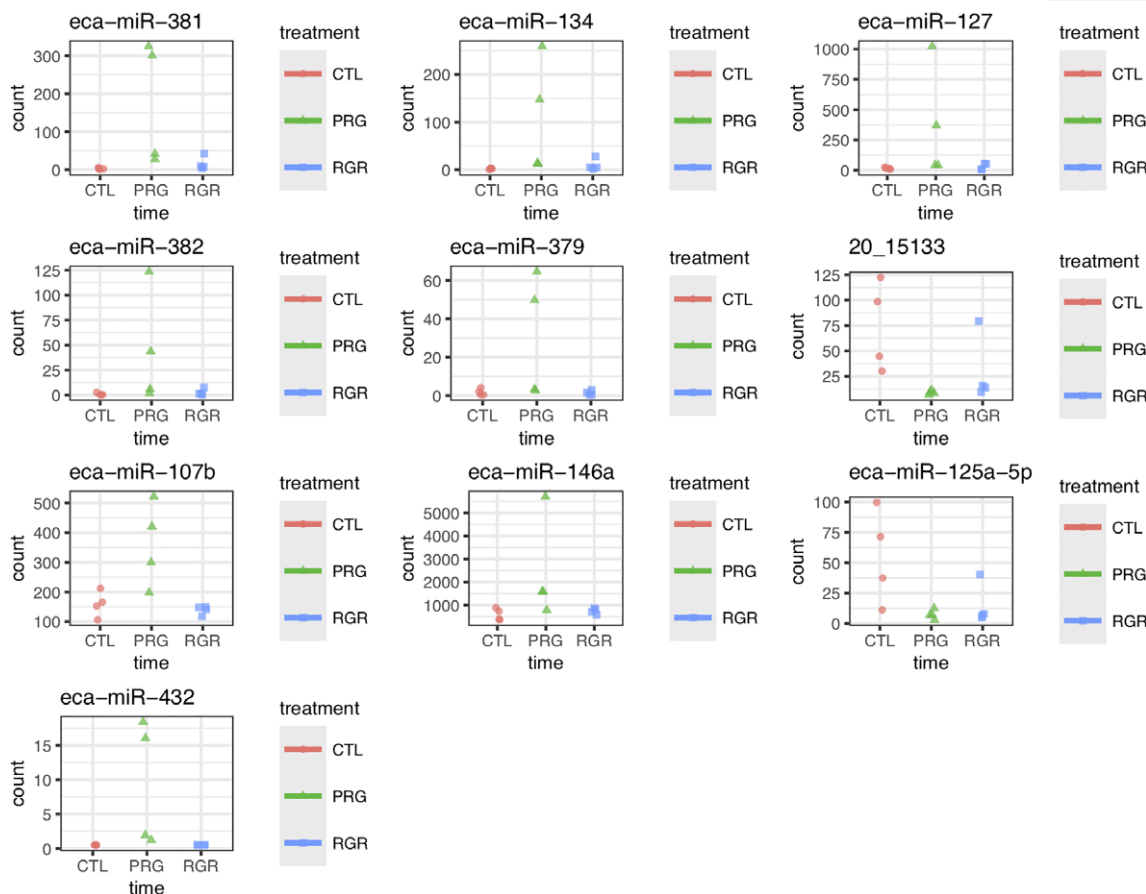 eca-miR-381
count
300
200
100
0
CTL PRG RGR
time
treatment
CTL
PRG
RGR
eca-miR-134
count
200
100
0
CTL PRG RGR
time
treatment
CTL
PRG
RGR
eca-miR-127
count
1000
750
500
250
0
CTL PRG RGR
time
treatment
CTL
PRG
RGR
eca-miR-382
count
125
100
75
50
25
0
CTL PRG RGR
time
treatment
CTL
PRG
RGR
eca-miR-379
count
60
40
20
0
CTL PRG RGR
time
treatment
CTL
PRG
RGR
20_15133
count
125
100
75
50
25
CTL PRG RGR
time
treatment
CTL
PRG
RGR
eca-miR-107b
count
500
400
300
200
100
CTL PRG RGR
time
treatment
CTL
PRG
RGR
eca-miR-146a
count
5000
4000
3000
2000
1000
CTL PRG RGR
time
treatment
CTL
PRG
RGR
eca-miR-125a-5p
count
100
75
50
25
0
CTL PRG RGR
time
treatment
CTL
PRG
RGR
eca-miR-432
count
15
10
5
0
CTL PRG RGR
time
treatment
CTL
PRG
RGR